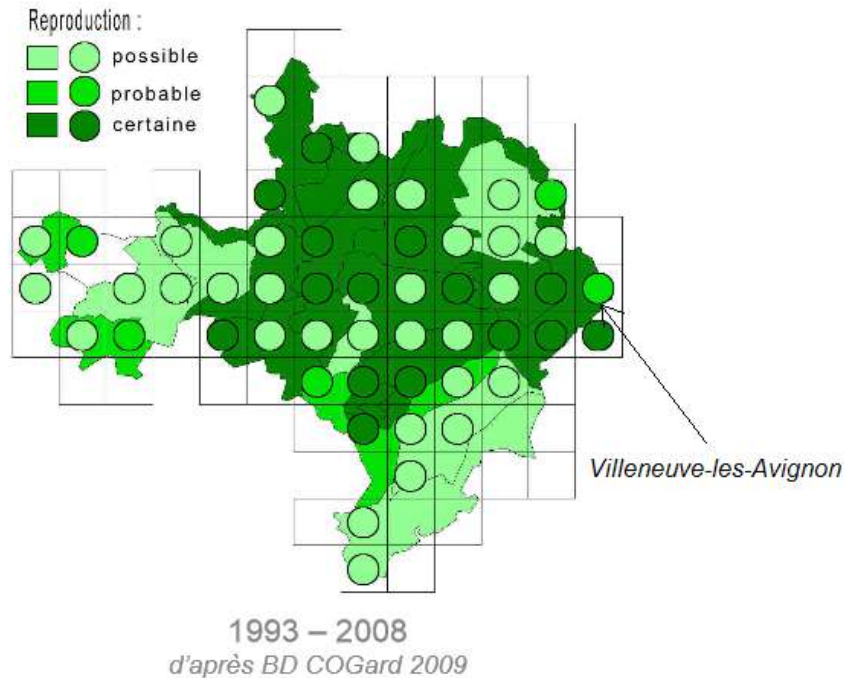 Reproduction :
possible
probable
certaine
Villeneuve-les-Avignon
1993 – 2008
d'après BD COGard 2009